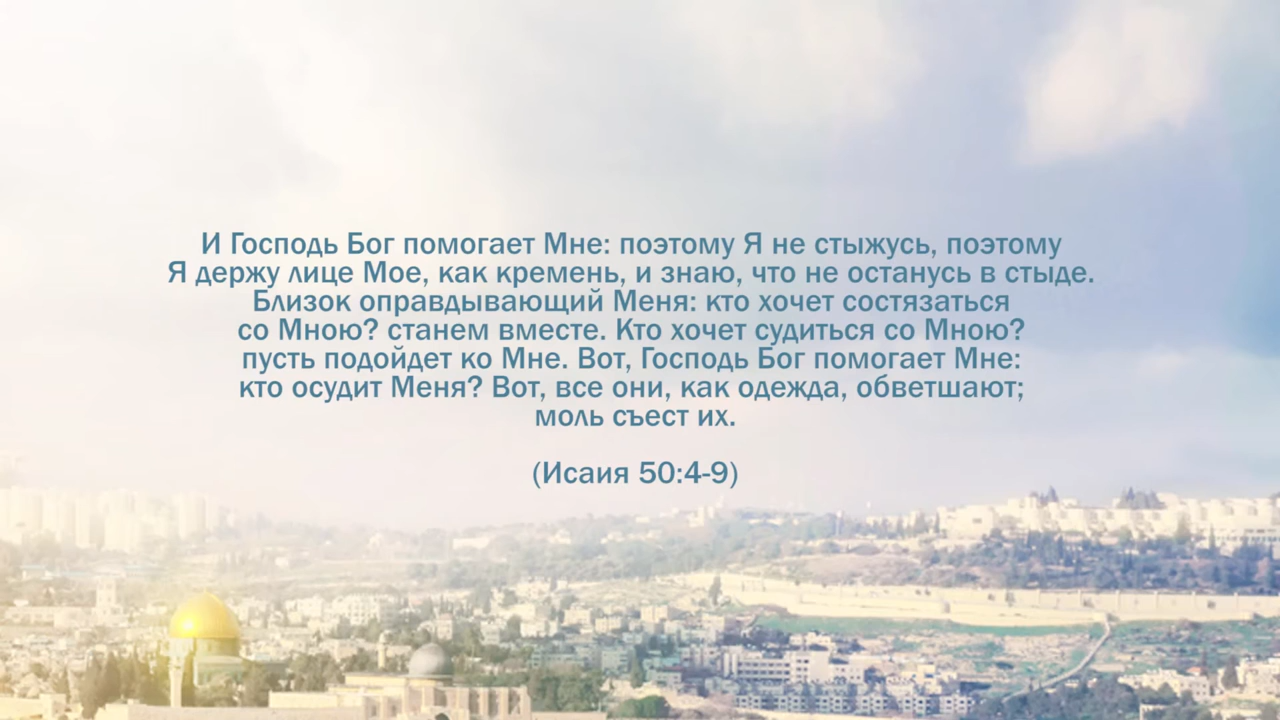 И Господь Бог помогает Мне: поэтому Я не стыжусь, поэтому
Я держу лице Мое, как кремень, и знаю, что не останусь в стыде.
Близок оправдывающий Меня: кто хочет состязаться
со Мною? станем вместе. Кто хочет судиться со Мною?
пусть подойдет ко Мне. Вот, Господь Бог помогает Мне:
кто осудит Меня? Вот, все они, как одежда, обветшают;
моль съест их.
(Исаия 50:4-9)